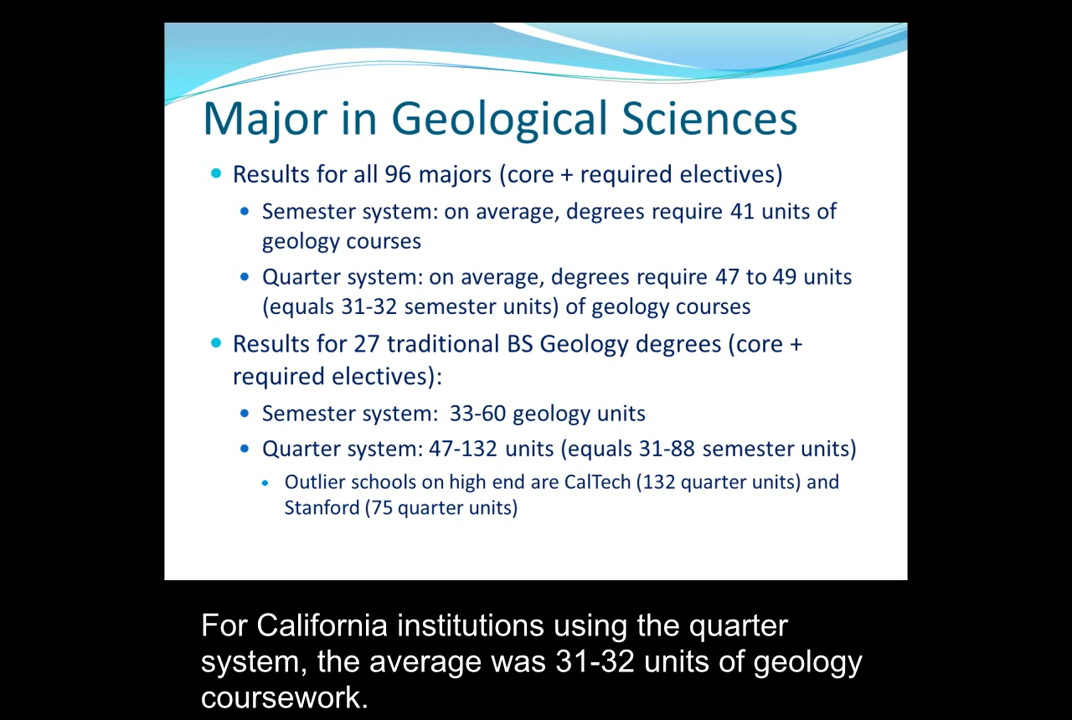 Major in Geological Sciences
Results for all 96 majors (core + required electives)
Semester system: on average, degrees require 41 units of
geology courses
Quarter system: on average, degrees require 47 to 49 units
(equals 31-32 semester units) of geology courses
Results for 27 traditional BS Geology degrees (core +
required electives):
Semester system:  33-60 geology units
Quarter system: 47-132 units (equals 31-88 semester units)
Outlier schools on high end are CalTech (132 quarter units) and
Stanford (75 quarter units)
For California institutions using the quarter
system, the average was 31-32 units of geology
coursework.